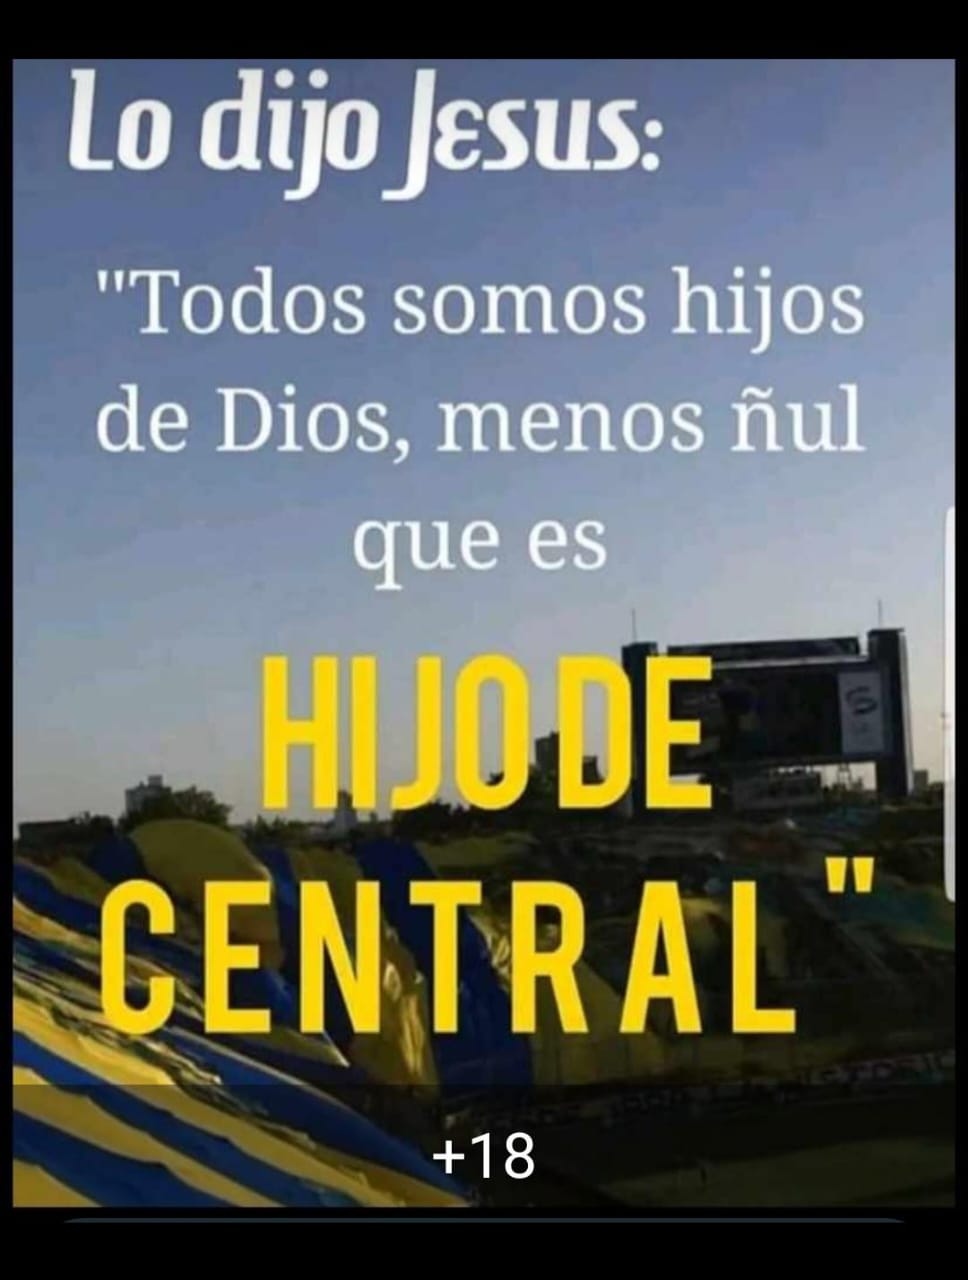 Lo dijo Jesus:
"Todos somos hijos
de Dios, menos ñul
que es
HIJO DE
CENTRAL"
+18